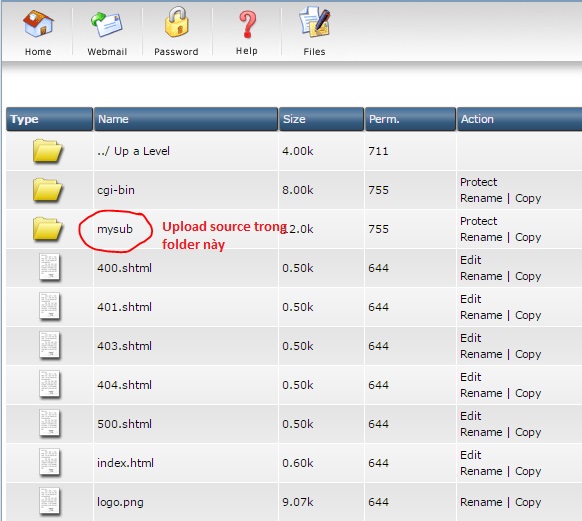 Home Webmail Password Help Files
Type Name Size Perm. Action
../ Up a Level 4.00k 711
cgi-bin 8.00k 755 Protect
Rename | Copy
mysub 12.0k 755 Protect
Rename | Copy
Upload source trong
folder này
400.shtml 0.50k 644 Edit
Rename | Copy
401.shtml 0.50k 644 Edit
Rename | Copy
403.shtml 0.50k 644 Edit
Rename | Copy
404.shtml 0.50k 644 Edit
Rename | Copy
500.shtml 0.50k 644 Edit
Rename | Copy
index.html 0.60k 644 Edit
Rename | Copy
logo.png 9.07k 644 Rename | Copy